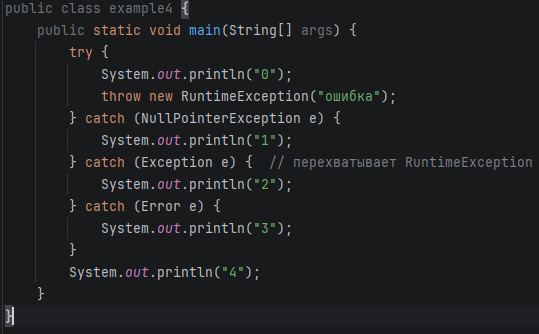 public class example4 {
public static void main(String[] args) {
try {
System.out.println("0");
throw new RuntimeException("ошибка");
} catch (NullPointerException e) {
System.out.println("1");
} catch (Exception e) {  // перехватывает RuntimeException
System.out.println("2");
} catch (Error e) {
System.out.println("3");
}
System.out.println("4");
}
}